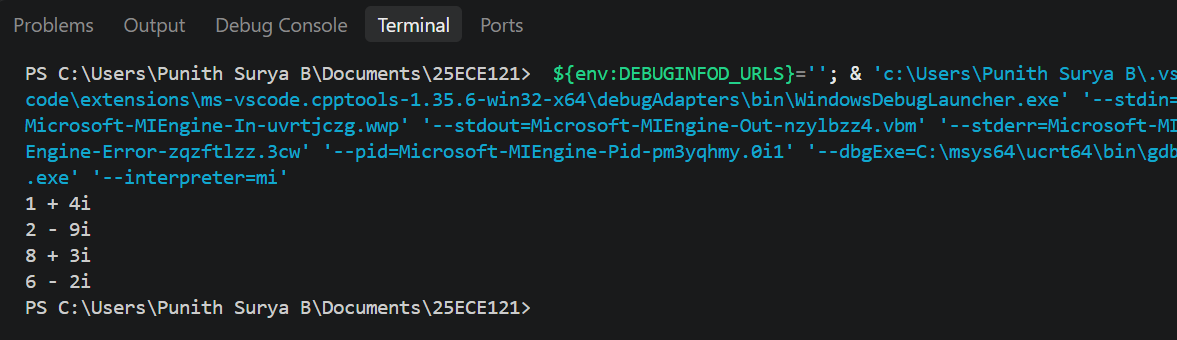 Problems Output Debug Console Terminal Ports
PS C:\Users\Punith Surya B\Documents\25ECE121>  ${env:DEBUGINFOD_URLS}=''; & 'c:\Users\Punith Surya B\.vs
code\extensions\ms-vscode.cpptools-1.35.6-win32-x64\debugAdapters\bin\WindowsDebugLauncher.exe' '--stdin=
Microsoft-MIEngine-In-uvrtjczg.wwp' '--stdout=Microsoft-MIEngine-Out-nzylbzz4.vbm' '--stderr=Microsoft-MI
Engine-Error-zqzftlzz.3cw' '--pid=Microsoft-MIEngine-Pid-pm3yqhmy.0i1' '--dbgExe=C:\msys64\ucrt64\bin\gdb
.exe' '--interpreter=mi'
1 + 4i
2 - 9i
8 + 3i
6 - 2i
PS C:\Users\Punith Surya B\Documents\25ECE121>